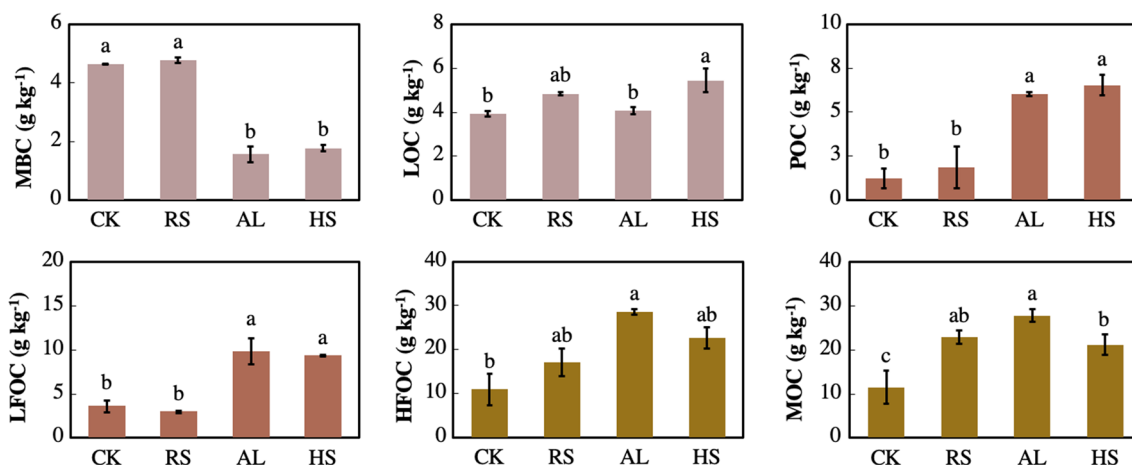 MBC (g kg⁻¹)
6
4
2
0
a
a
b
b
CK RS AL HS
LOC (g kg⁻¹)
8
6
4
2
0
b
ab
b
a
CK RS AL HS
POC (g kg⁻¹)
10
8
6
3
0
b
b
a
a
CK RS AL HS
LFOC (g kg⁻¹)
20
15
10
5
0
b
b
a
a
CK RS AL HS
HFOC (g kg⁻¹)
40
30
20
10
0
b
ab
a
ab
CK RS AL HS
MOC (g kg⁻¹)
40
30
20
10
0
c
ab
a
b
CK RS AL HS